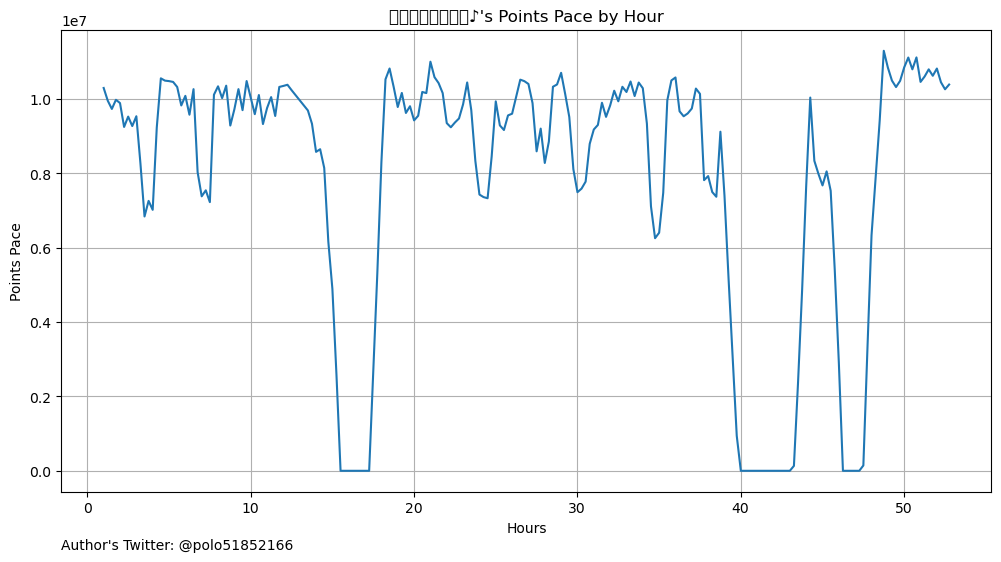 ♪'s Points Pace by Hour
1e7
1.0
0.8
0.6
0.4
0.2
0.0
Points Pace
0
10
20
30
40
50
Hours
Author's Twitter: @polo51852166